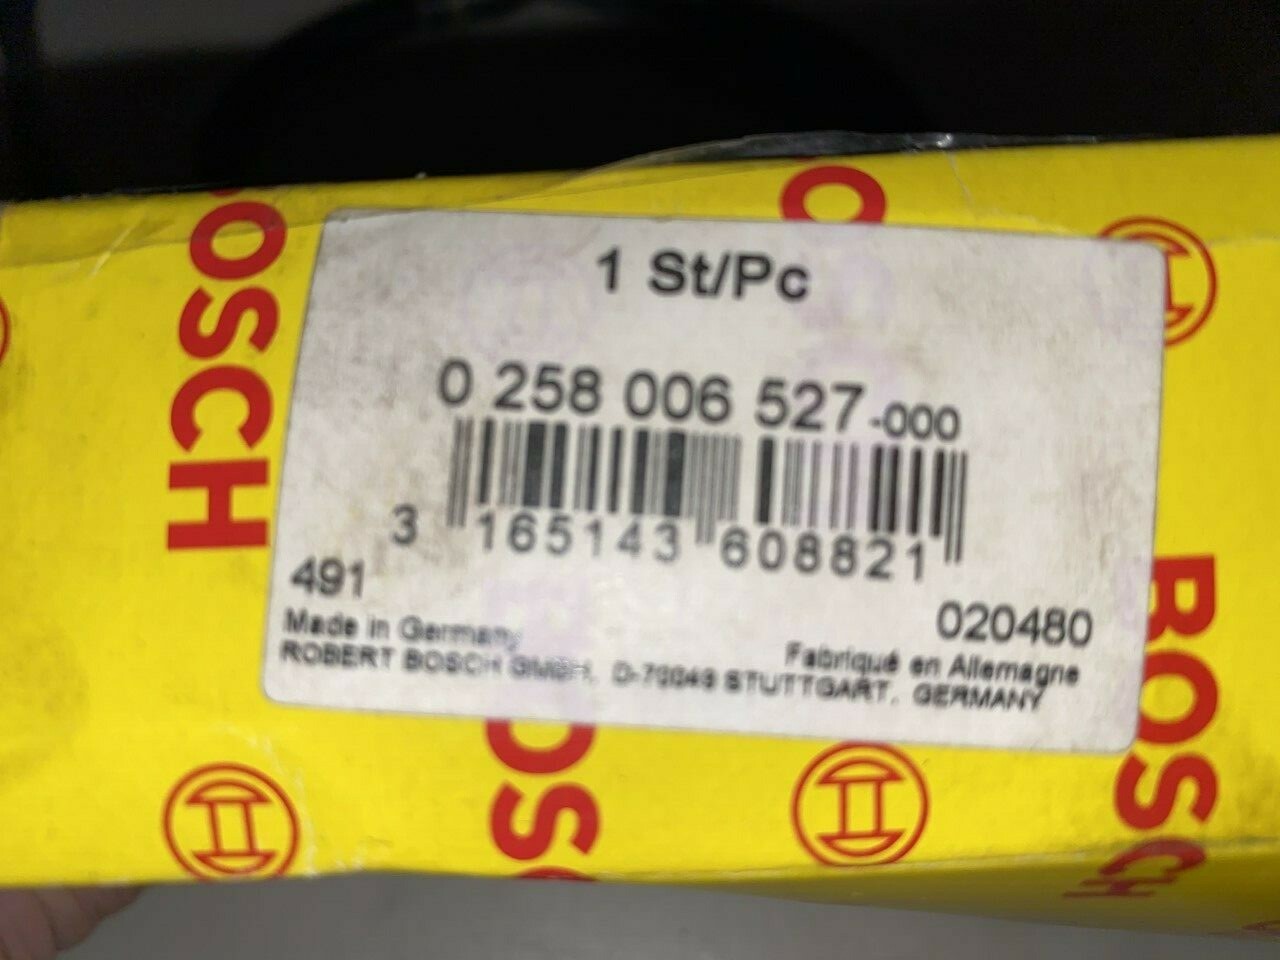 BOSCH
BO
1 St/Pc
0 258 006 527-000
3 165143 608821
491
020480
Made in Germany
Fabriqué en Allemagne
ROBERT BOSCH GMBH, D-70049 STUTTGART, GERMANY
BOSCH
BOSCH